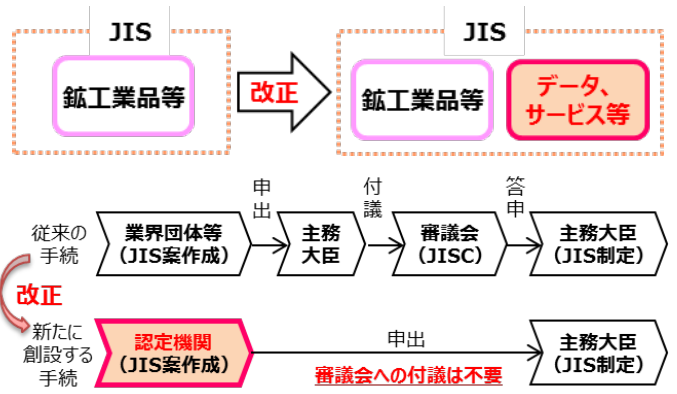 JIS
鉱工業品等
改正
JIS
鉱工業品等
データ、
サービス等
申出
付議
答申
従来の
手続
業界団体等
(JIS案作成)
主務
大臣
審議会
(JISC)
主務大臣
(JIS制定)
改正
新たに
創設する
手続
認定機関
(JIS案作成)
申出
審議会への付議は不要
主務大臣
(JIS制定)